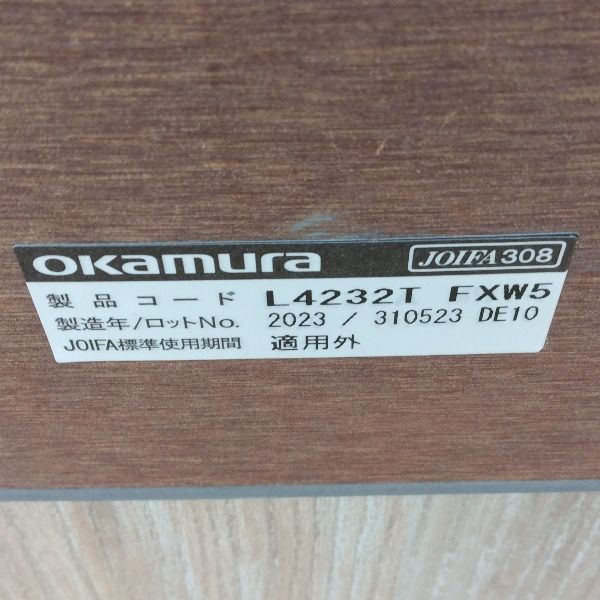 okamura JOIFA308
製品コード L4232T FXW5
製造年/ロットNo. 2023 / 310523 DE10
JOIFA標準使用期間 適用外